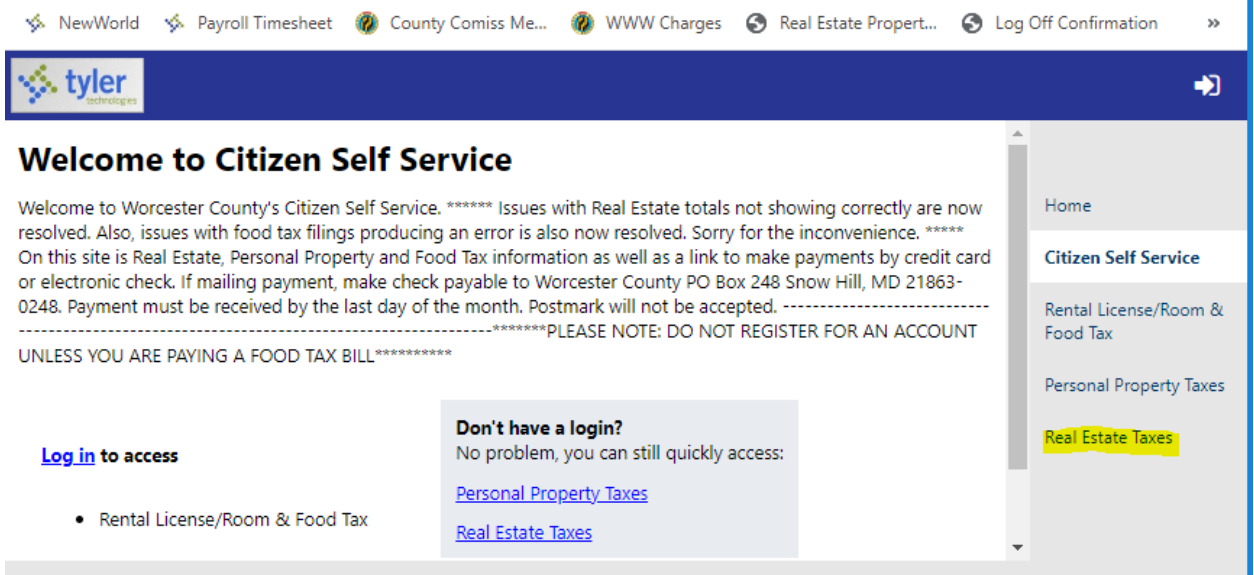 NewWorld Payroll Timesheet County Comiss Me... WWW Charges Real Estate Propert... Log Off Confirmation »
tyler
technologies
Welcome to Citizen Self Service
Welcome to Worcester County's Citizen Self Service. ****** Issues with Real Estate totals not showing correctly are now
resolved. Also, issues with food tax filings producing an error is also now resolved. Sorry for the inconvenience. *****
On this site is Real Estate, Personal Property and Food Tax information as well as a link to make payments by credit card
or electronic check. If mailing payment, make check payable to Worcester County PO Box 248 Snow Hill, MD 21863-
0248. Payment must be received by the last day of the month. Postmark will not be accepted. ----------------------------
----------------------------------------------------------------*******PLEASE NOTE: DO NOT REGISTER FOR AN ACCOUNT
UNLESS YOU ARE PAYING A FOOD TAX BILL**********
Log in to access
• Rental License/Room & Food Tax
Don't have a login?
No problem, you can still quickly access:
Personal Property Taxes
Real Estate Taxes
Home
Citizen Self Service
Rental License/Room &
Food Tax
Personal Property Taxes
Real Estate Taxes